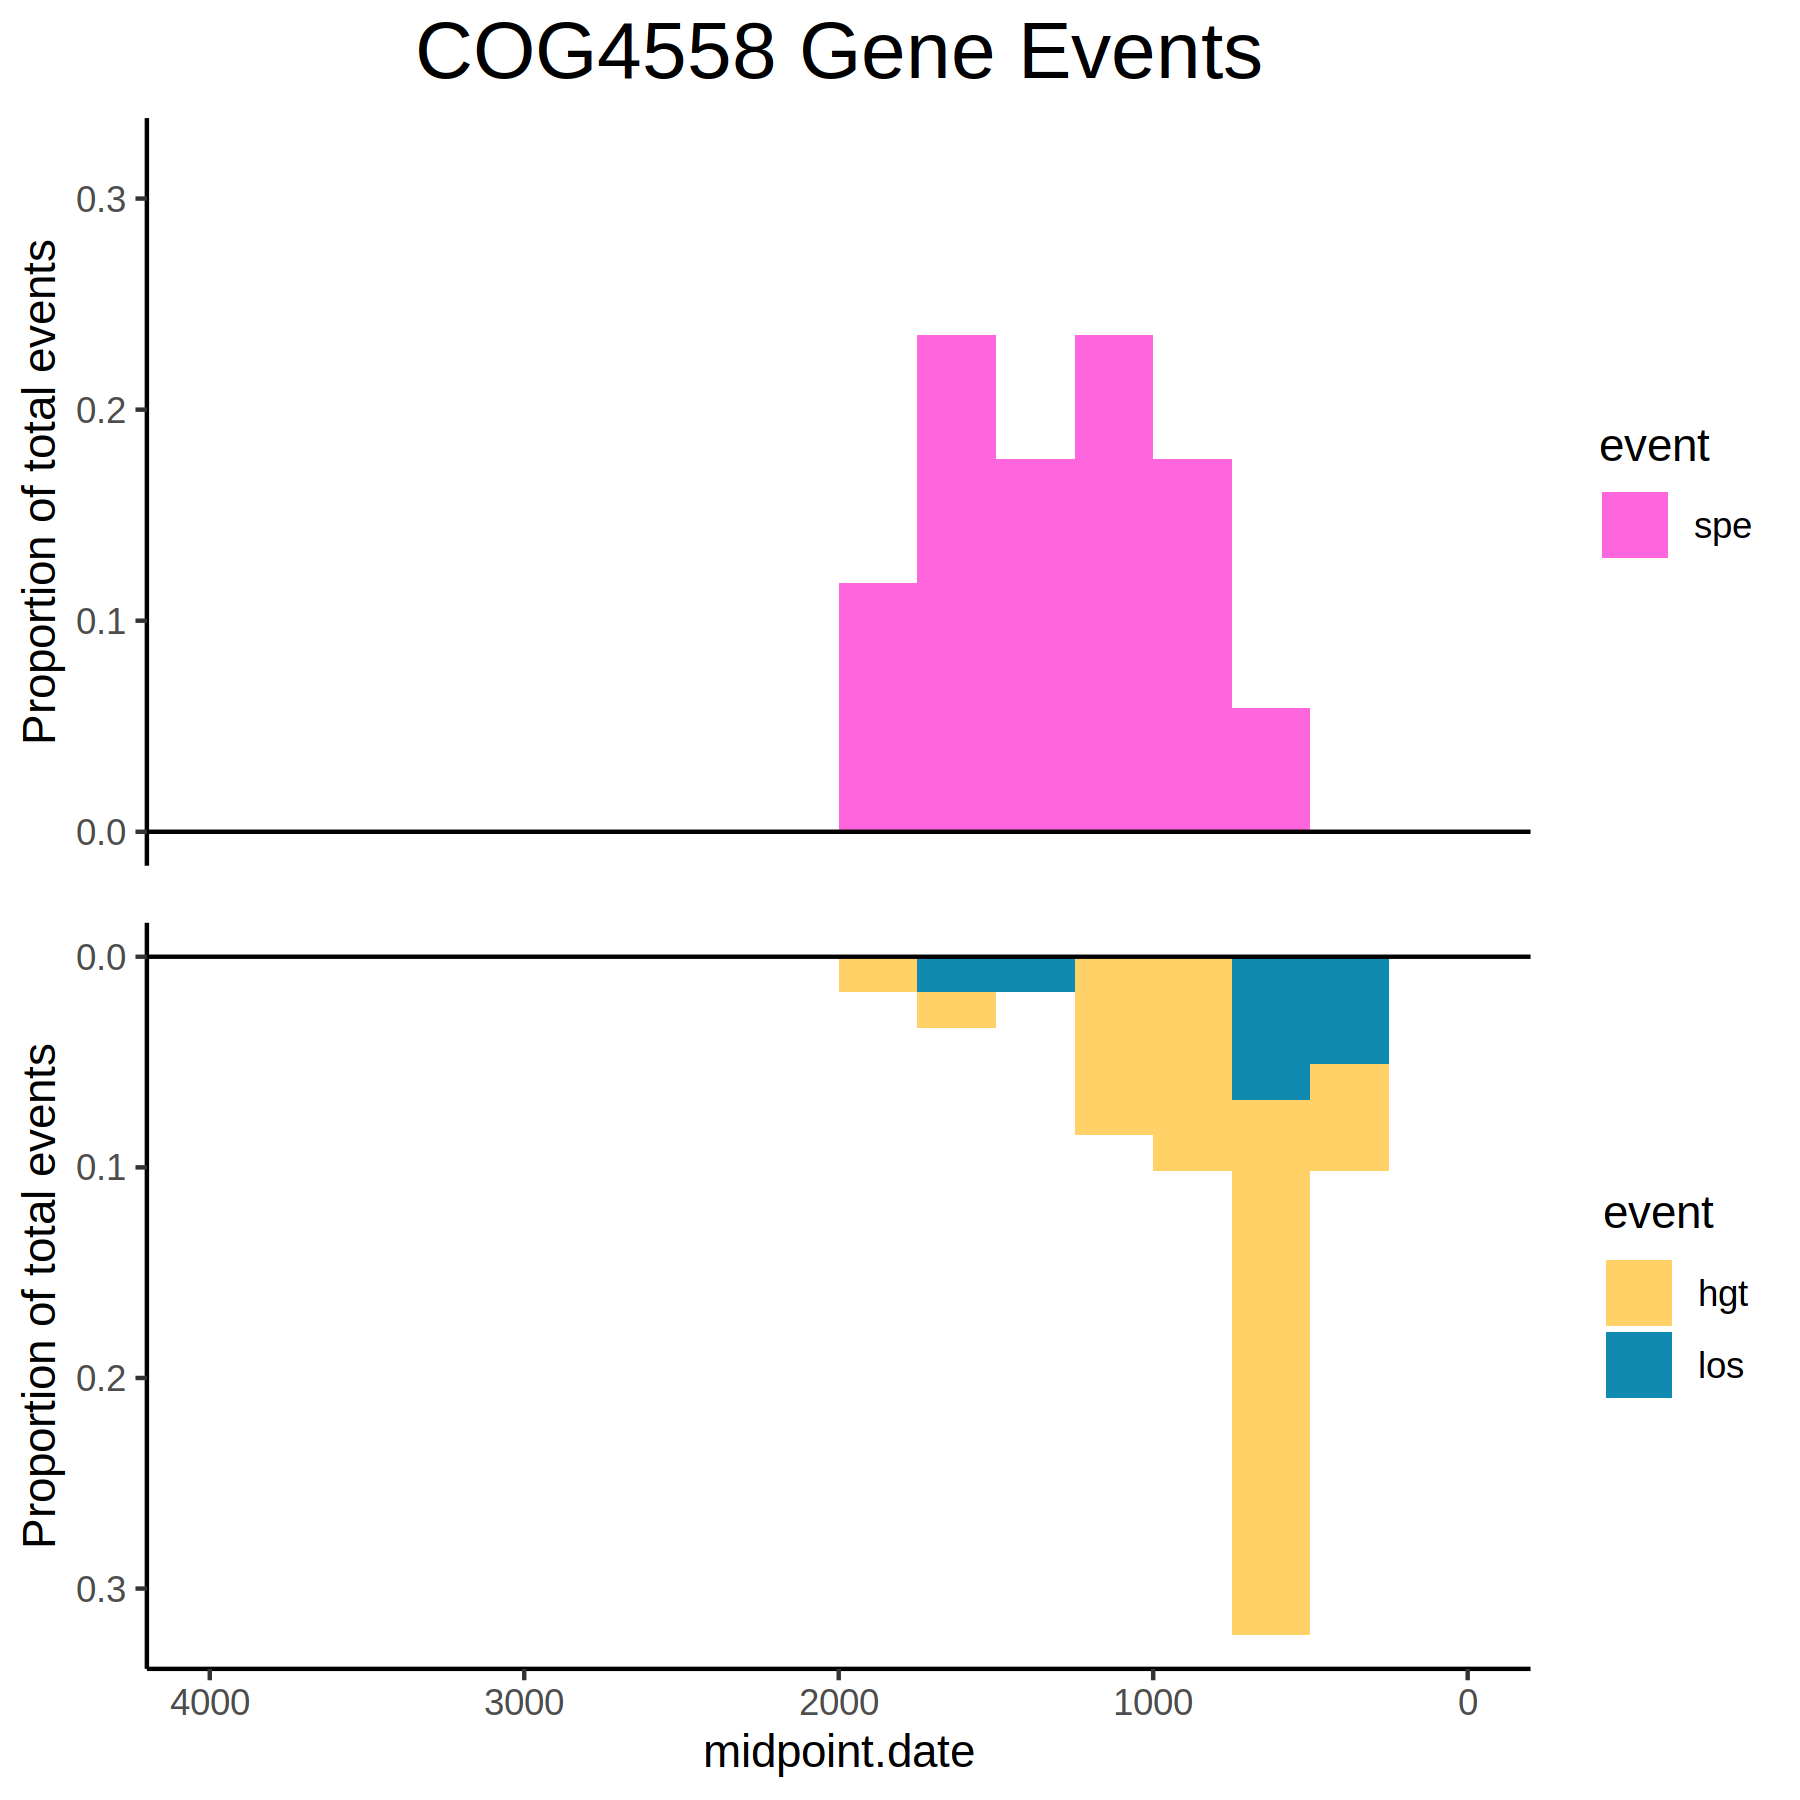 COG4558 Gene Events
Proportion of total events
0.3
0.2
0.1
0.0
event
spe
Proportion of total events
0.0
0.1
0.2
0.3
event
hgt
los
4000 3000 2000 1000 0
midpoint.date